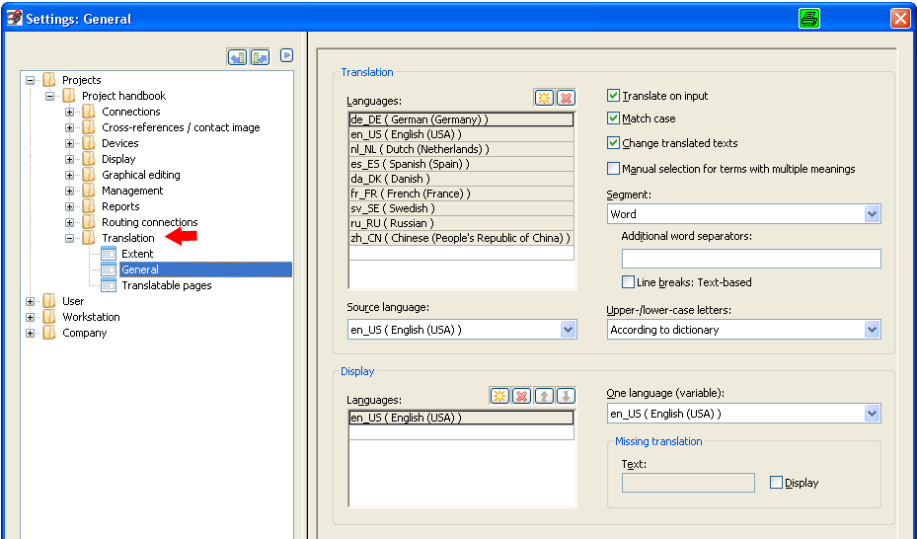 Settings: General
Projects
Project handbook
Connections
Cross-references / contact image
Devices
Display
Graphical editing
Management
Reports
Routing connections
Translation
Extent
General
Translatable pages
User
Workstation
Company
Translation
Languages:
de_DE ( German (Germany) )
en_US ( English (USA) )
nl_NL ( Dutch (Netherlands) )
es_ES ( Spanish (Spain) )
da_DK ( Danish )
fr_FR ( French (France) )
sv_SE ( Swedish )
ru_RU ( Russian )
zh_CN ( Chinese (People's Republic of China) )
Source language:
en_US ( English (USA) )
Translate on input
Match case
Change translated texts
Manual selection for terms with multiple meanings
Segment:
Word
Additional word separators:
Line breaks: Text-based
Upper-/lower-case letters:
According to dictionary
Display
Languages:
en_US ( English (USA) )
One language (variable):
en_US ( English (USA) )
Missing translation
Text:
Display